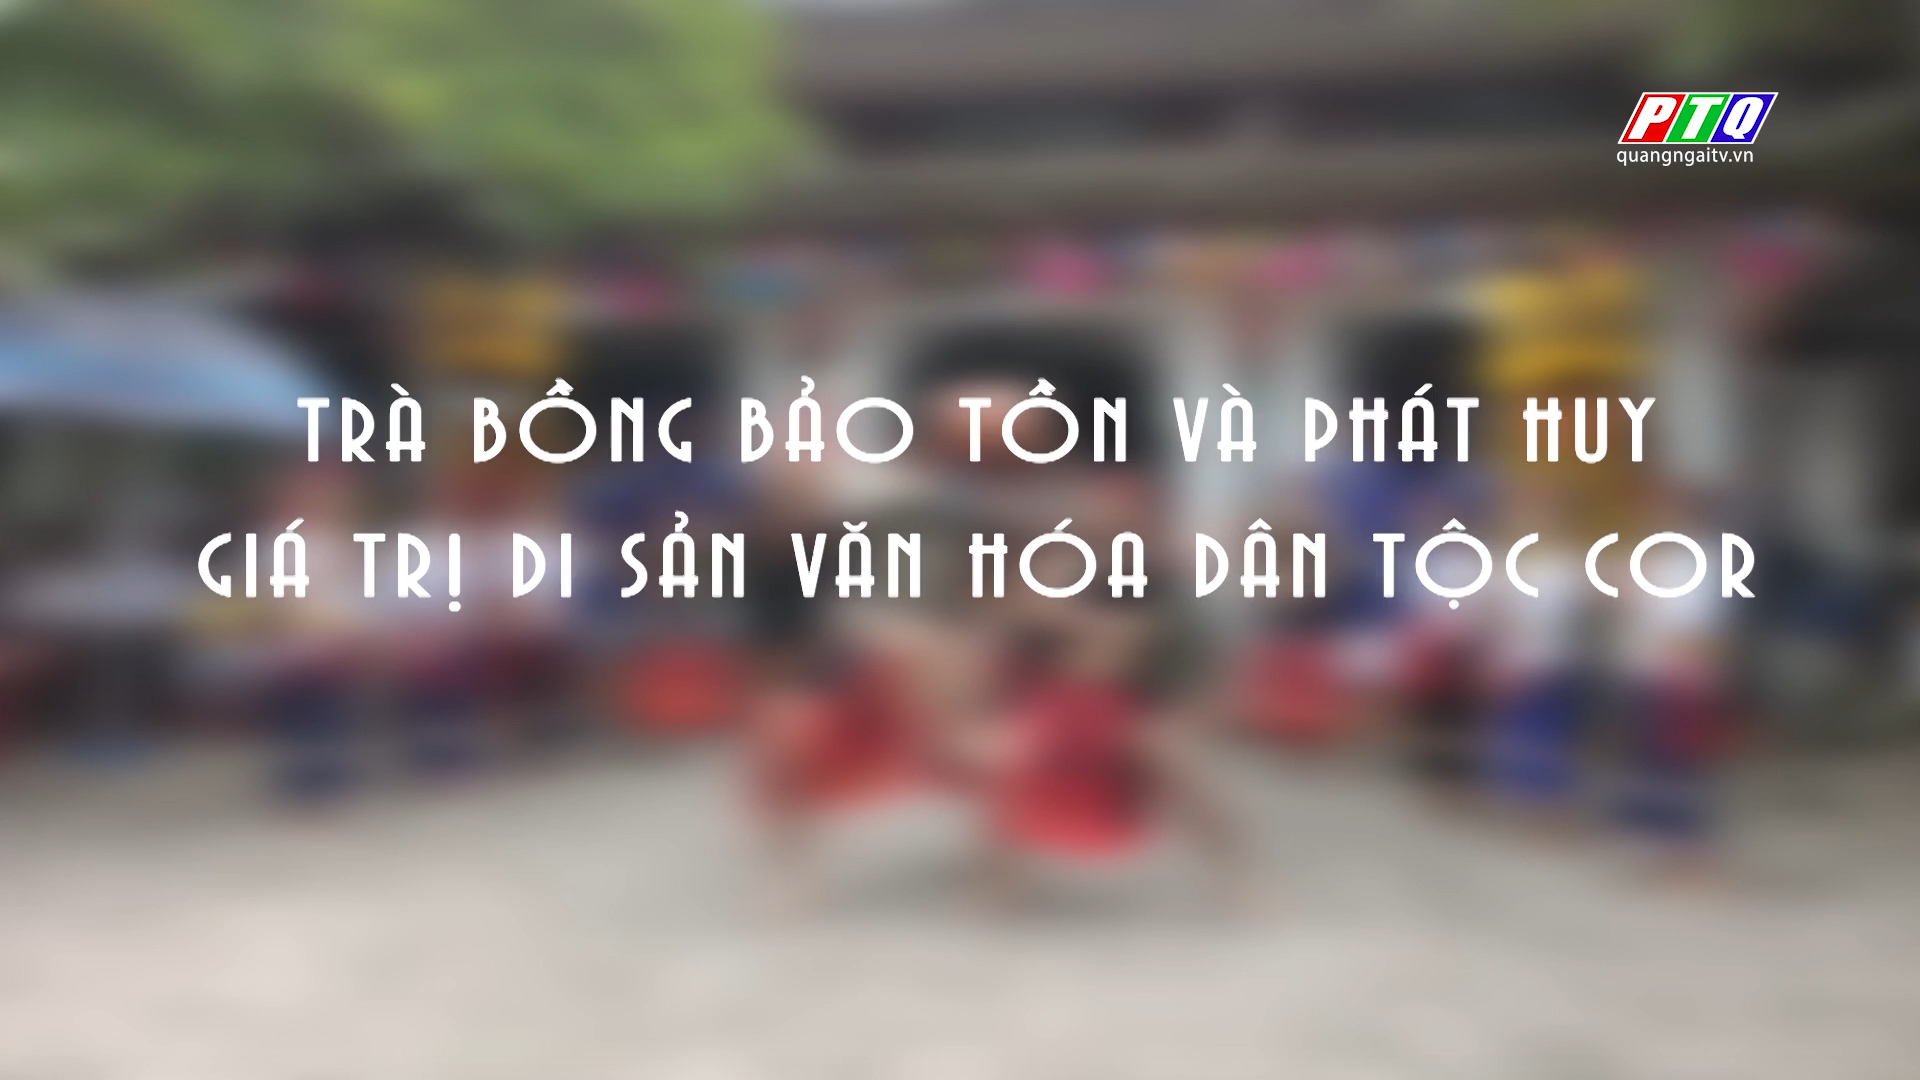 PTQ
quangngaitv.vn
TRÀ BỒNG BẢO TỒN VÀ PHÁT HUY
GIÁ TRỊ DI SẢN VĂN HÓA DÂN TỘC COR